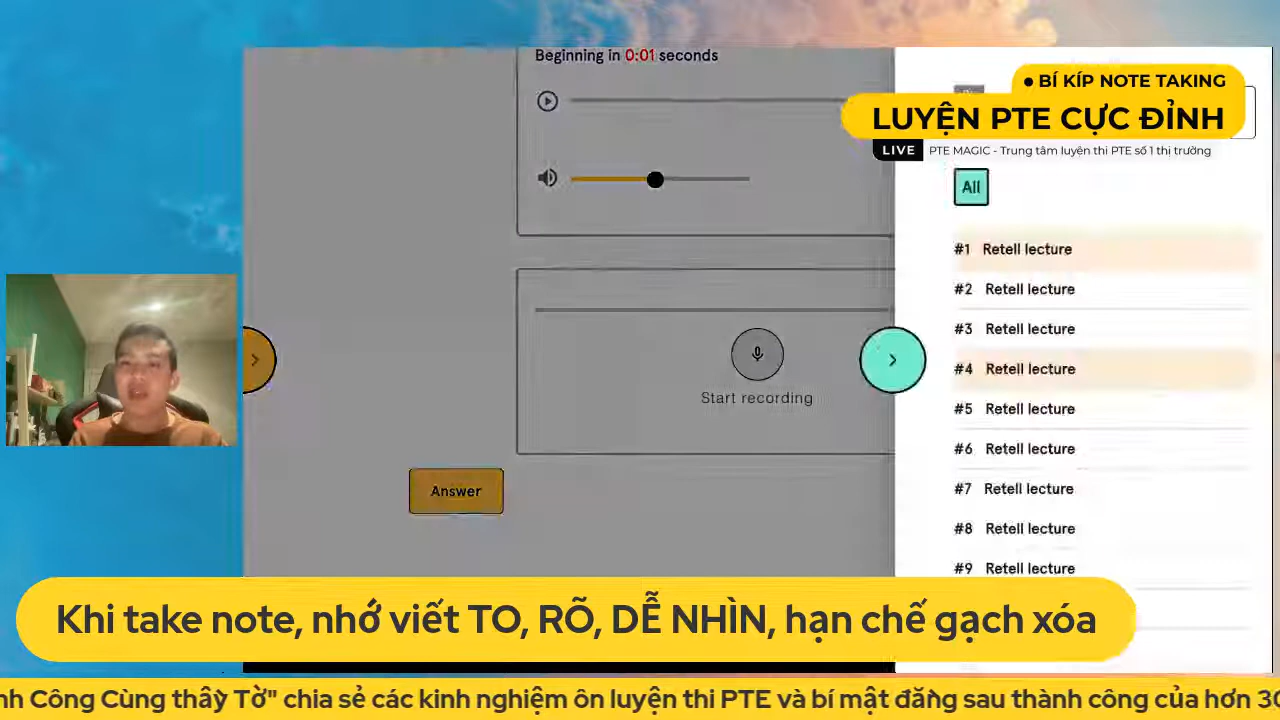 Beginning in 0:01 seconds
• BÍ KÍP NOTE TAKING
LUYỆN PTE CỰC ĐỈNH
LIVE PTE MAGIC - Trung tâm luyện thi PTE số 1 thị trường
All
#1 Retell lecture
#2 Retell lecture
#3 Retell lecture
#4 Retell lecture
#5 Retell lecture
#6 Retell lecture
#7 Retell lecture
#8 Retell lecture
#9 Retell lecture
Start recording
Answer
Khi take note, nhớ viết TO, RÕ, DỄ NHÌN, hạn chế gạch xóa
nh Công Cùng thầy Tờ" chia sẻ các kinh nghiệm ôn luyện thi PTE và bí mật đằng sau thành công của hơn 30